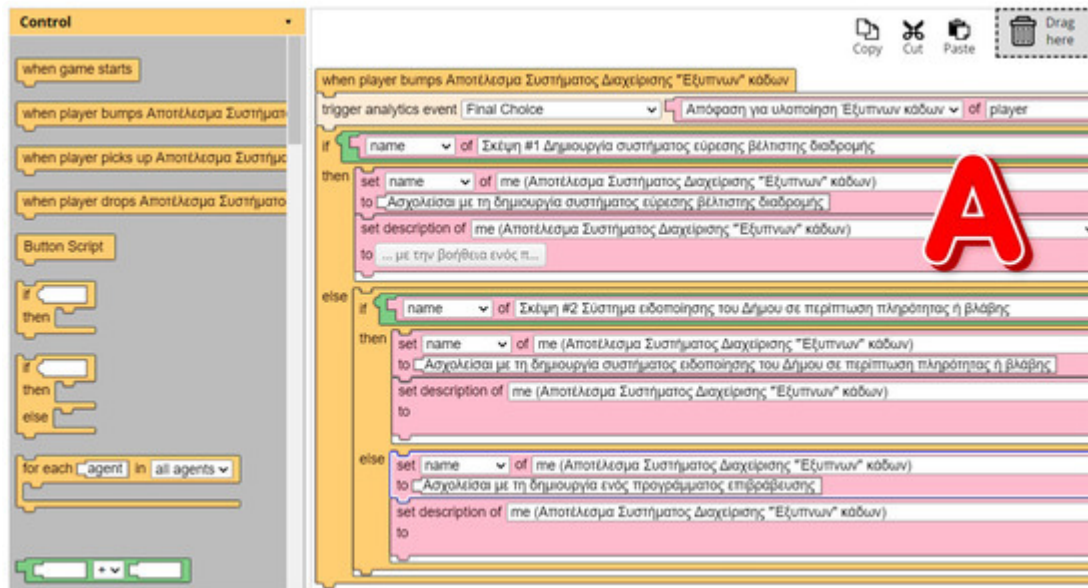 Control
when game starts
when player bumps Αποτέλεσμα Συστήματ
when player picks up Αποτέλεσμα Συστήμα
when player drops Αποτέλεσμα Συστήματο
Button Script
if
then
if
then
else
for each agent in all agents
+
Copy
Cut
Paste
Drag here
when player bumps Αποτέλεσμα Συστήματος Διαχείρισης "Έξυπνων" κάδων
trigger analytics event Final Choice Απόφαση για υλοποίηση Έξυπνων κάδων of player
if name of Σκέψη #1 Δημιουργία συστήματος εύρεσης βέλτιστης διαδρομής
then set name of me (Αποτέλεσμα Συστήματος Διαχείρισης "Έξυπνων" κάδων)
to Ασχολείσαι με τη δημιουργία συστήματος εύρεσης βέλτιστης διαδρομής
set description of me (Αποτέλεσμα Συστήματος Διαχείρισης "Έξυπνων" κάδων)
to ... με την βοήθεια ενός π...
else if name of Σκέψη #2 Σύστημα ειδοποίησης του Δήμου σε περίπτωση πληρότητας ή βλάβης
then set name of me (Αποτέλεσμα Συστήματος Διαχείρισης "Έξυπνων" κάδων)
to Ασχολείσαι με τη δημιουργία συστήματος ειδοποίησης του Δήμου σε περίπτωση πληρότητας ή βλάβης
set description of me (Αποτέλεσμα Συστήματος Διαχείρισης "Έξυπνων" κάδων)
to
else set name of me (Αποτέλεσμα Συστήματος Διαχείρισης "Έξυπνων" κάδων)
to Ασχολείσαι με τη δημιουργία ενός προγράμματος επιβράβευσης
set description of me (Αποτέλεσμα Συστήματος Διαχείρισης "Έξυπνων" κάδων)
to
A